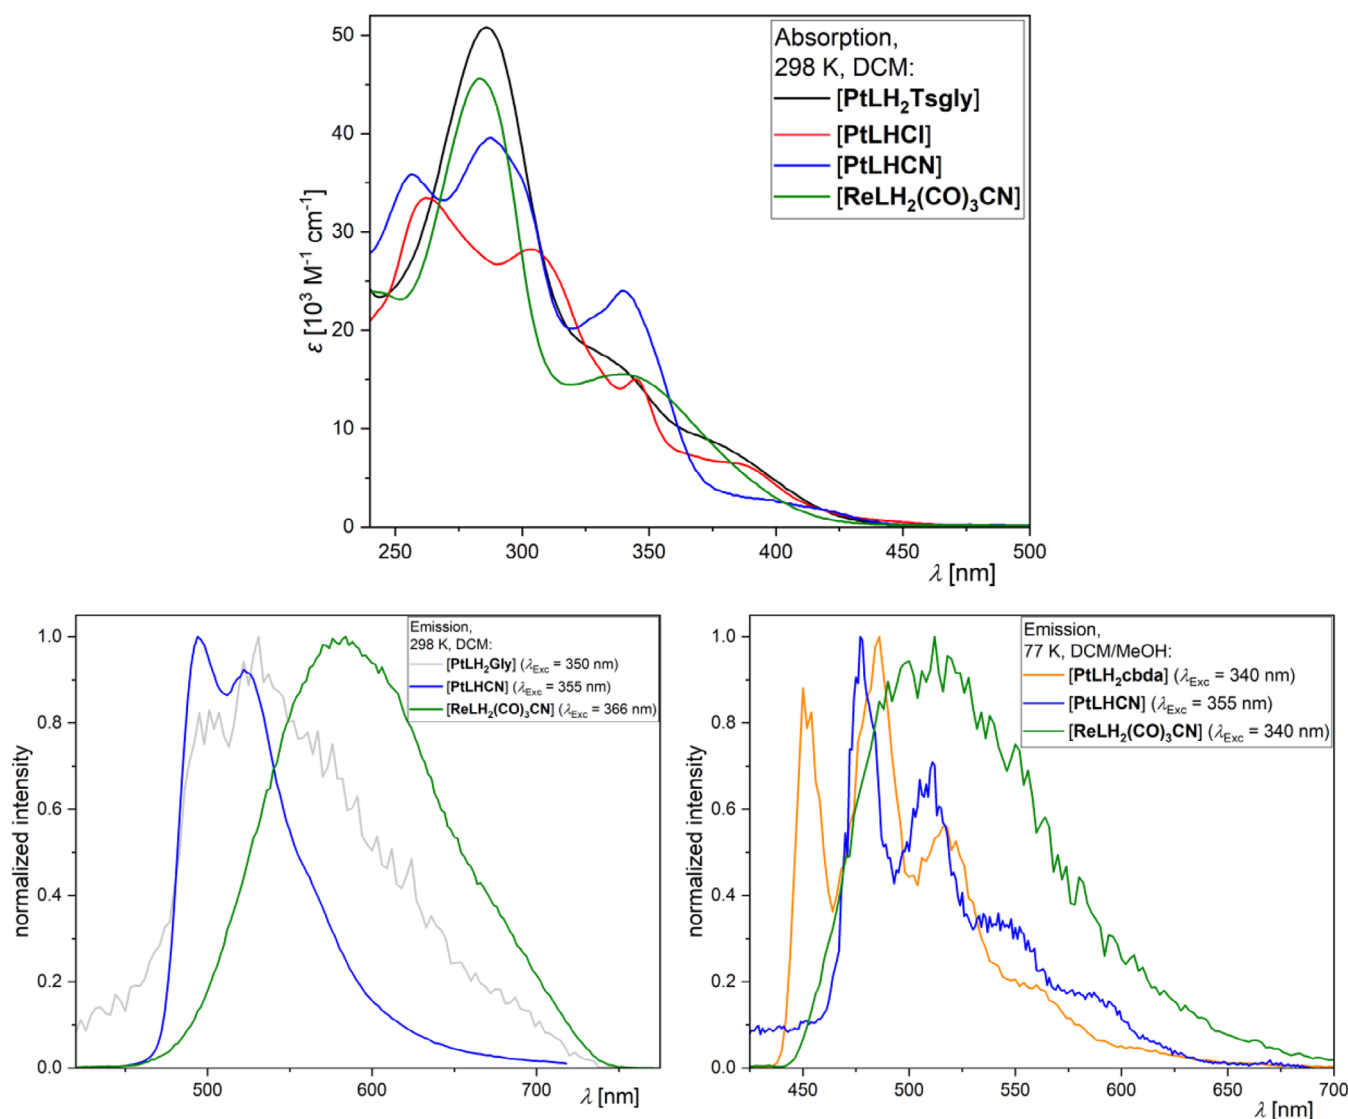 Absorption,
298 K, DCM:
[PtLH₂Tsgly]
[PtLHCl]
[PtLHCN]
[ReLH₂(CO)₃CN]
50
40
30
20
10
0
ε [10³ M⁻¹ cm⁻¹]
250 300 350 400 450 500
λ [nm]
Emission,
298 K, DCM:
[PtLH₂Gly] (λExc = 350 nm)
[PtLHCN] (λExc = 355 nm)
[ReLH₂(CO)₃CN] (λExc = 366 nm)
1.0
0.8
0.6
0.4
0.2
0.0
normalized intensity
500 600 700
λ [nm]
Emission,
77 K, DCM/MeOH:
[PtLH₂cbda] (λExc = 340 nm)
[PtLHCN] (λExc = 355 nm)
[ReLH₂(CO)₃CN] (λExc = 340 nm)
1.0
0.8
0.6
0.4
0.2
0.0
normalized intensity
450 500 550 600 650 700
λ [nm]